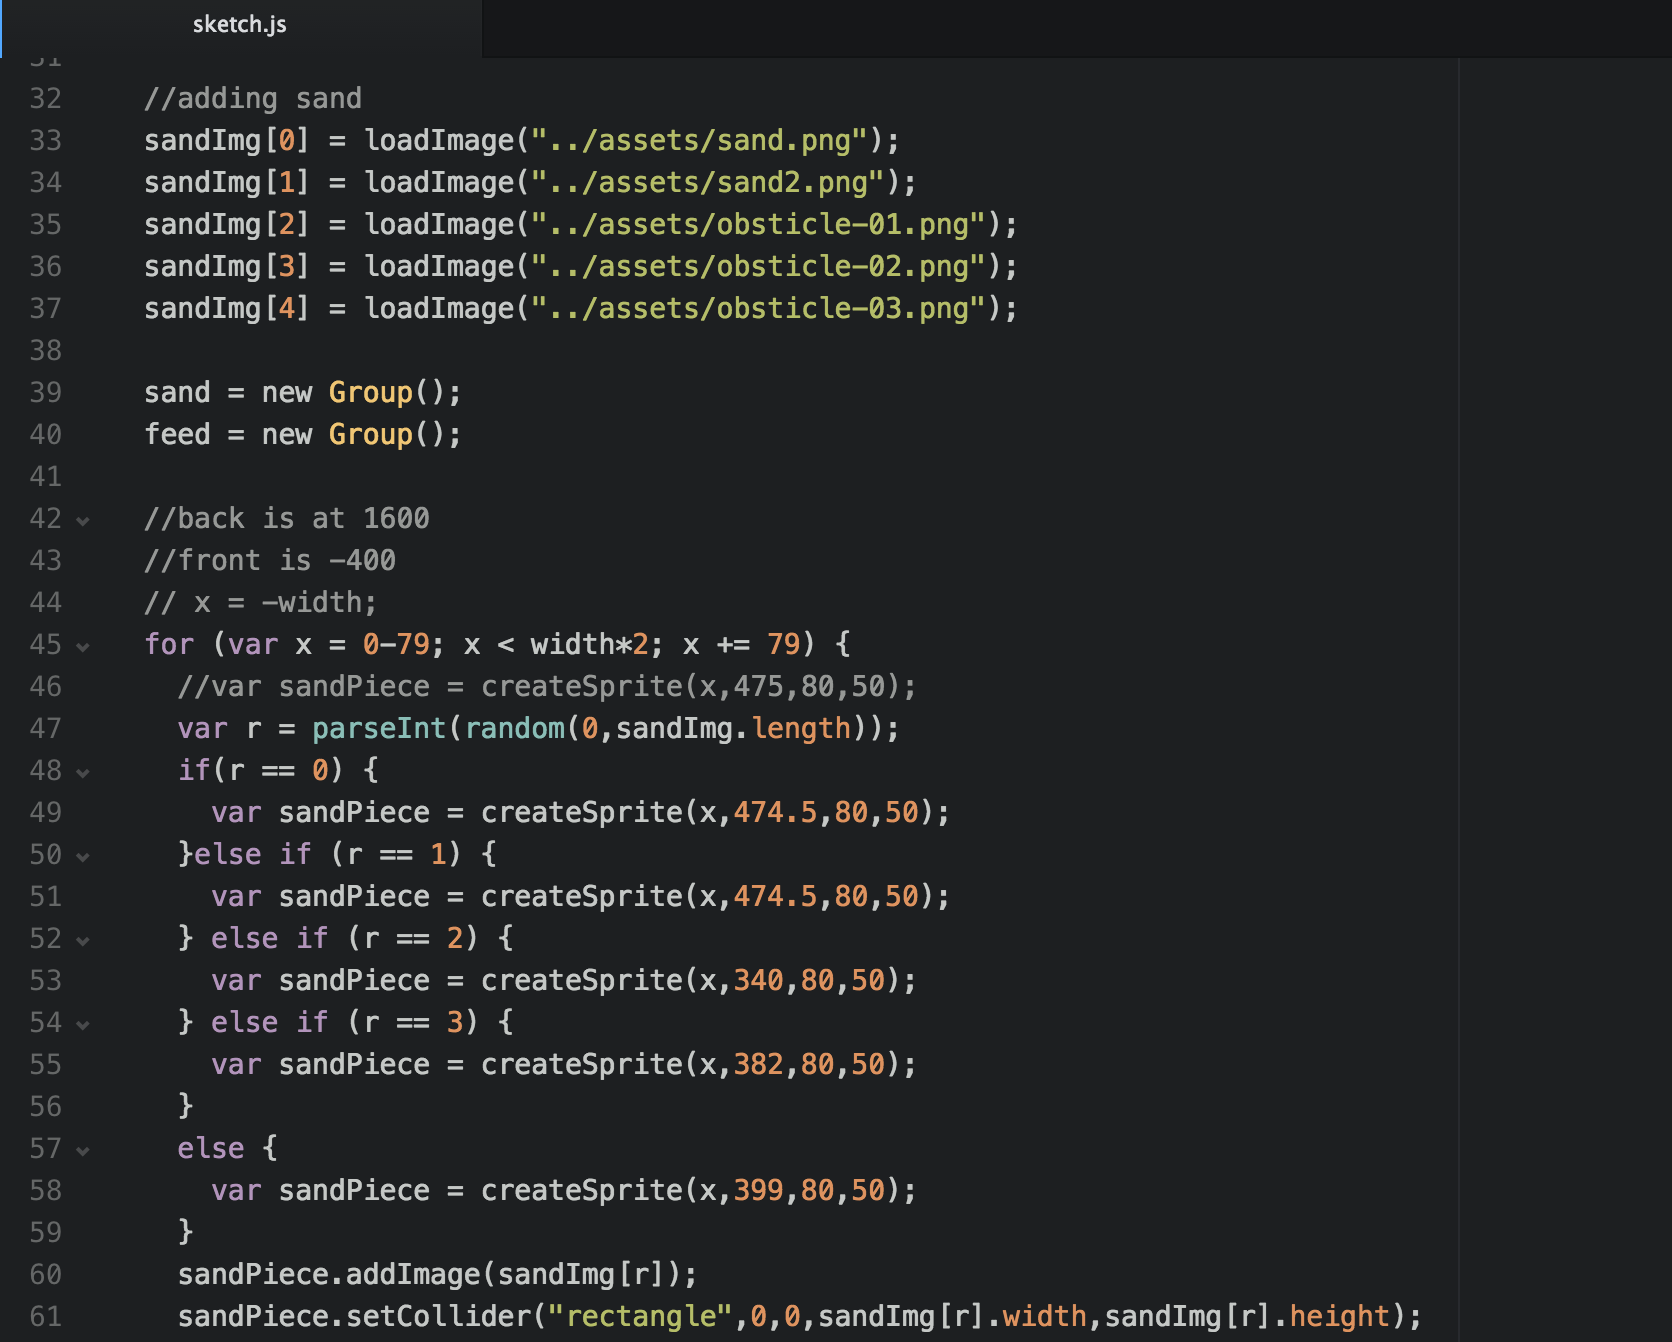 sketch.js
31
32 //adding sand
33 sandImg[0] = loadImage("../assets/sand.png");
34 sandImg[1] = loadImage("../assets/sand2.png");
35 sandImg[2] = loadImage("../assets/obsticle-01.png");
36 sandImg[3] = loadImage("../assets/obsticle-02.png");
37 sandImg[4] = loadImage("../assets/obsticle-03.png");
38
39 sand = new Group();
40 feed = new Group();
41
42 //back is at 1600
43 //front is -400
44 // x = -width;
45 for (var x = 0-79; x < width*2; x += 79) {
46 //var sandPiece = createSprite(x,475,80,50);
47 var r = parseInt(random(0,sandImg.length));
48 if(r == 0) {
49 var sandPiece = createSprite(x,474.5,80,50);
50 }else if (r == 1) {
51 var sandPiece = createSprite(x,474.5,80,50);
52 } else if (r == 2) {
53 var sandPiece = createSprite(x,340,80,50);
54 } else if (r == 3) {
55 var sandPiece = createSprite(x,382,80,50);
56 }
57 else {
58 var sandPiece = createSprite(x,399,80,50);
59 }
60 sandPiece.addImage(sandImg[r]);
61 sandPiece.setCollider("rectangle",0,0,sandImg[r].width,sandImg[r].height);